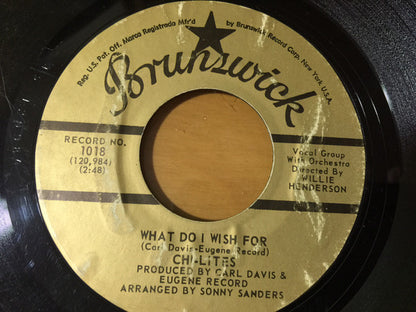 Reg. U.S. Pat. Off. Marca Registrada Mfr'd by Brunswick Record Corp. New York U.S.A.
Brunswick
RECORD NO.
1018
(120,984)
(2:48)
Vocal Group
With Orchestra
Directed By
WILLIE
HENDERSON
WHAT DO I WISH FOR
(Carl Davis-Eugene Record)
CHI-LITES
PRODUCED BY CARL DAVIS &
EUGENE RECORD
ARRANGED BY SONNY SANDERS